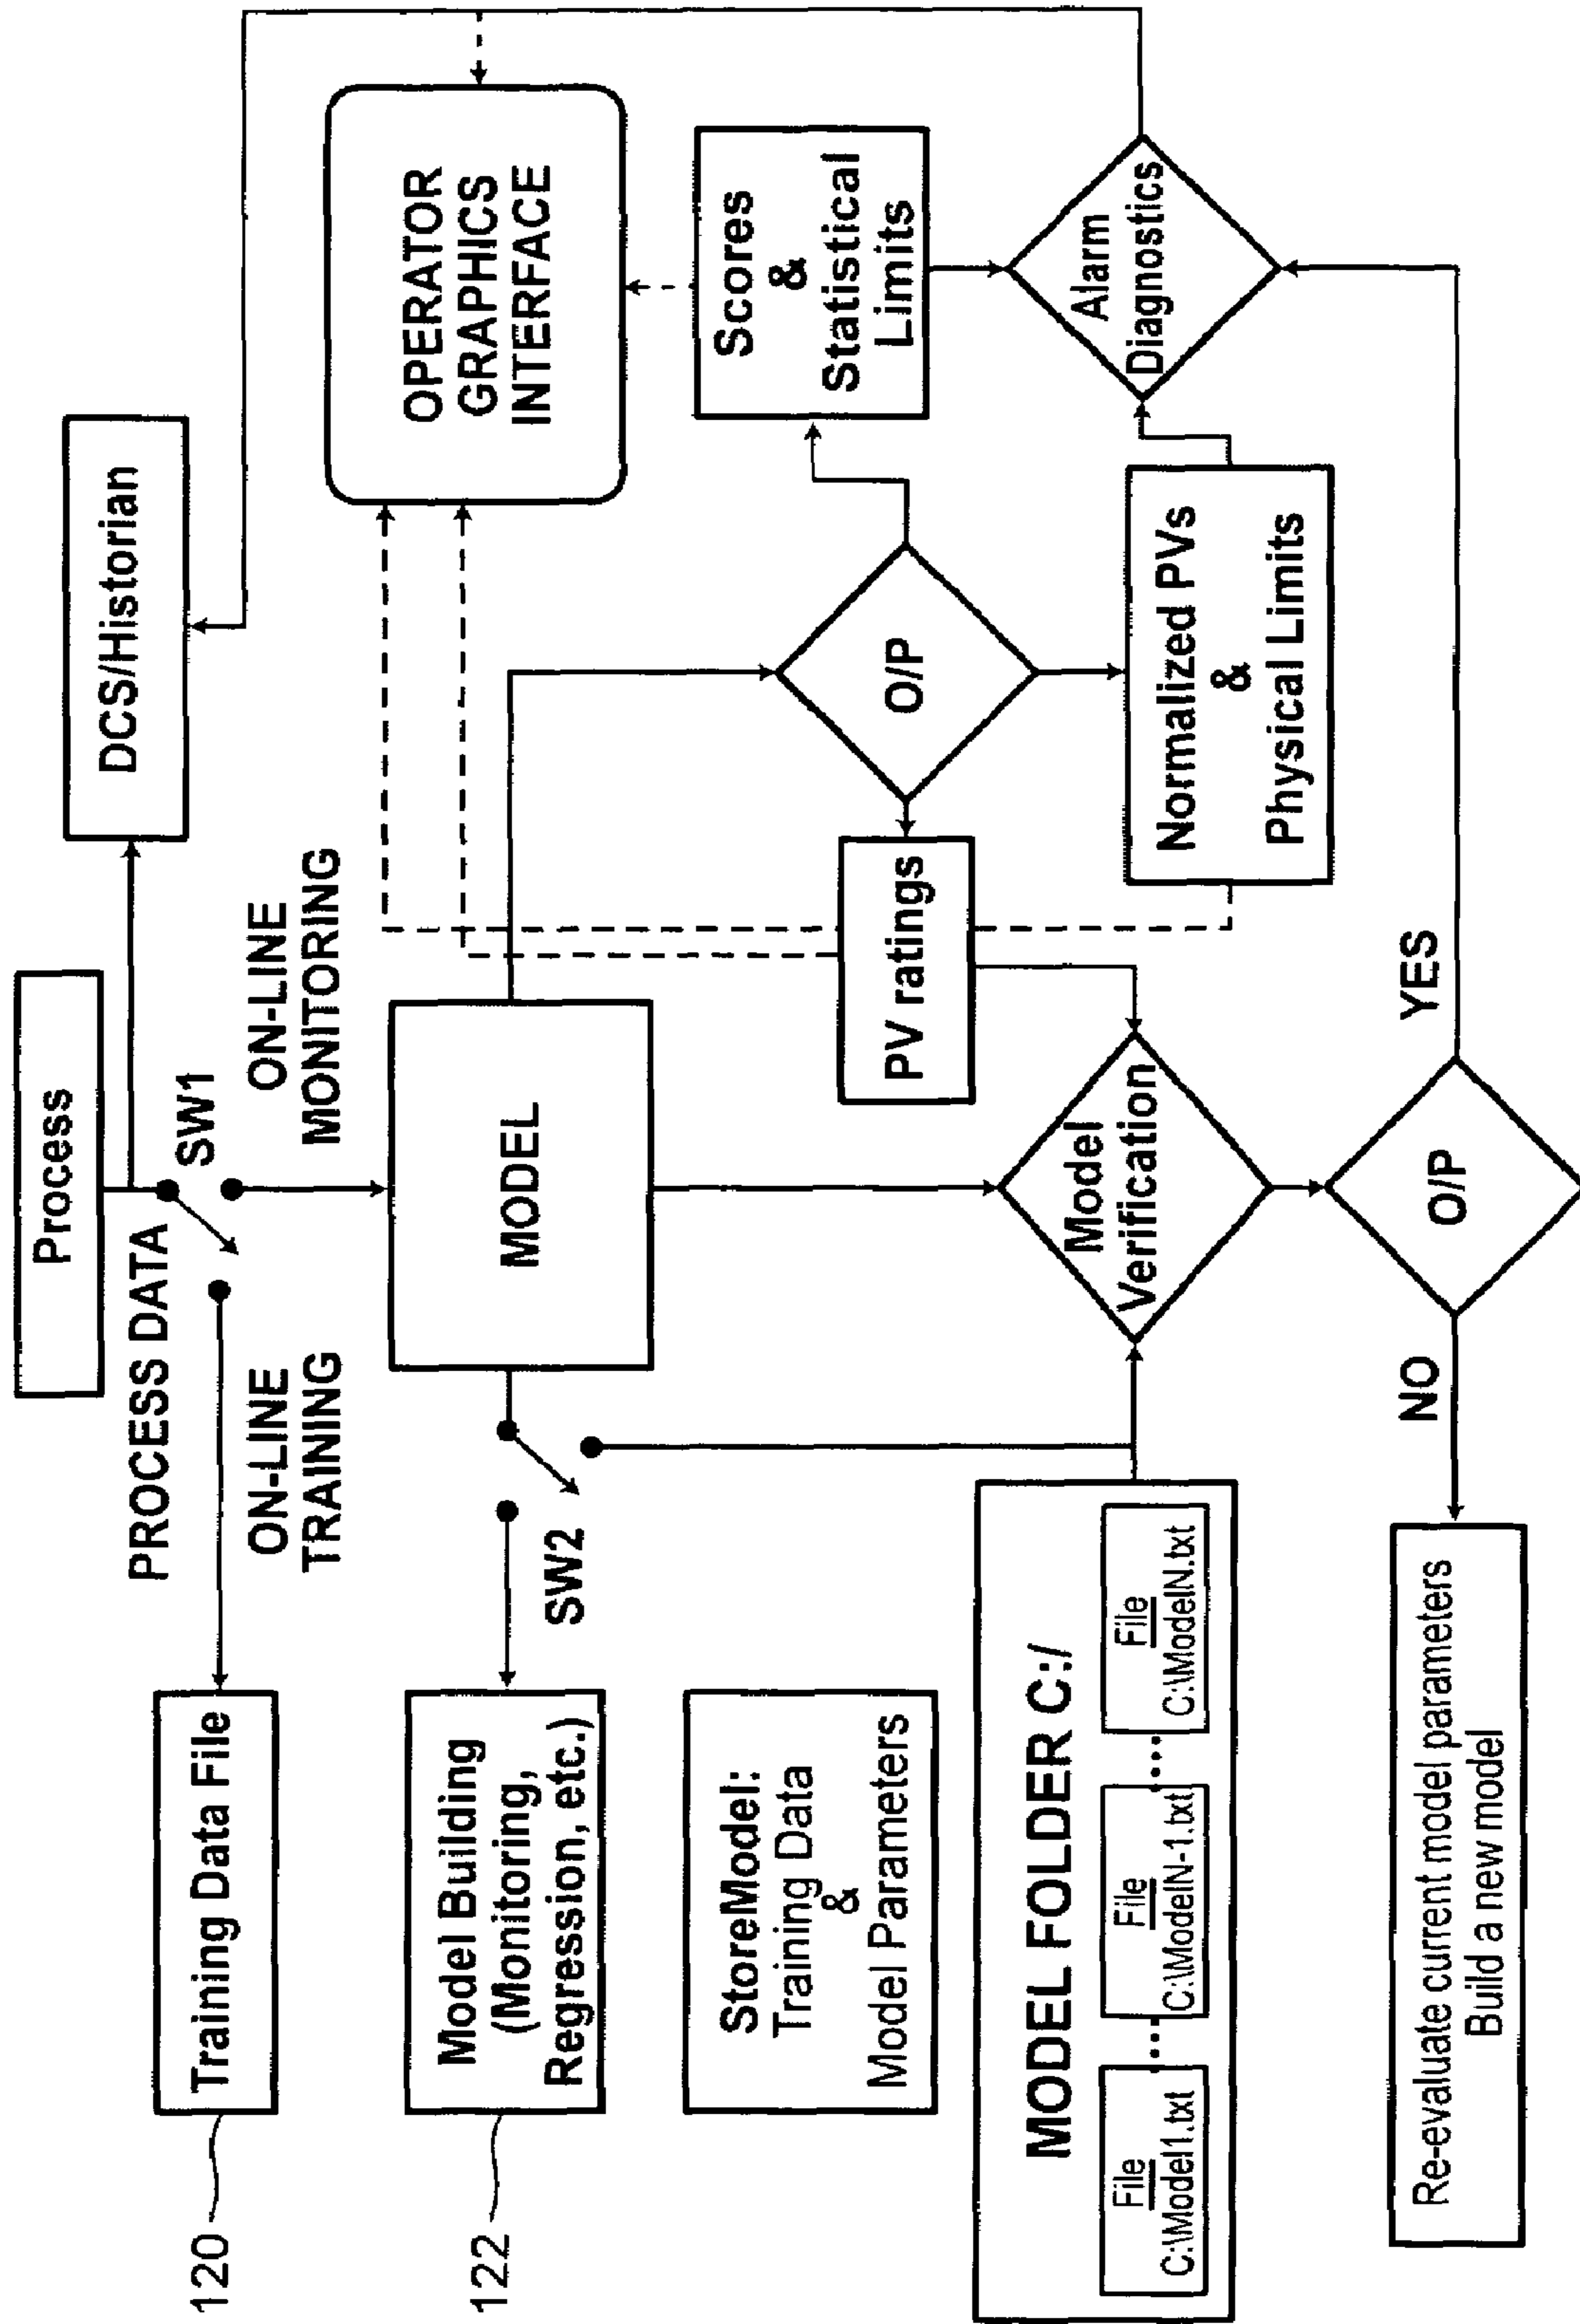 Process
DCS/Historian
PROCESS DATA
SW1
ON-LINE
TRAINING
ON-LINE
MONITORING
120
Training Data File
OPERATOR
GRAPHICS
INTERFACE
MODEL
122
Model Building
(Monitoring,
Regression, etc.)
SW2
StoreModel:
Training Data
&
Model Parameters
O/P
Scores
&
Statistical
Limits
PV ratings
MODEL FOLDER C:/
File
C:\Model1.txt
.....
File
C:\ModelN-1.txt
....
File
C:\ModelN.txt
Model
Verification
Normalized PVs
&
Physical Limits
Alarm
Diagnostics
NO
O/P
YES
Re-evaluate current model parameters
Build a new model